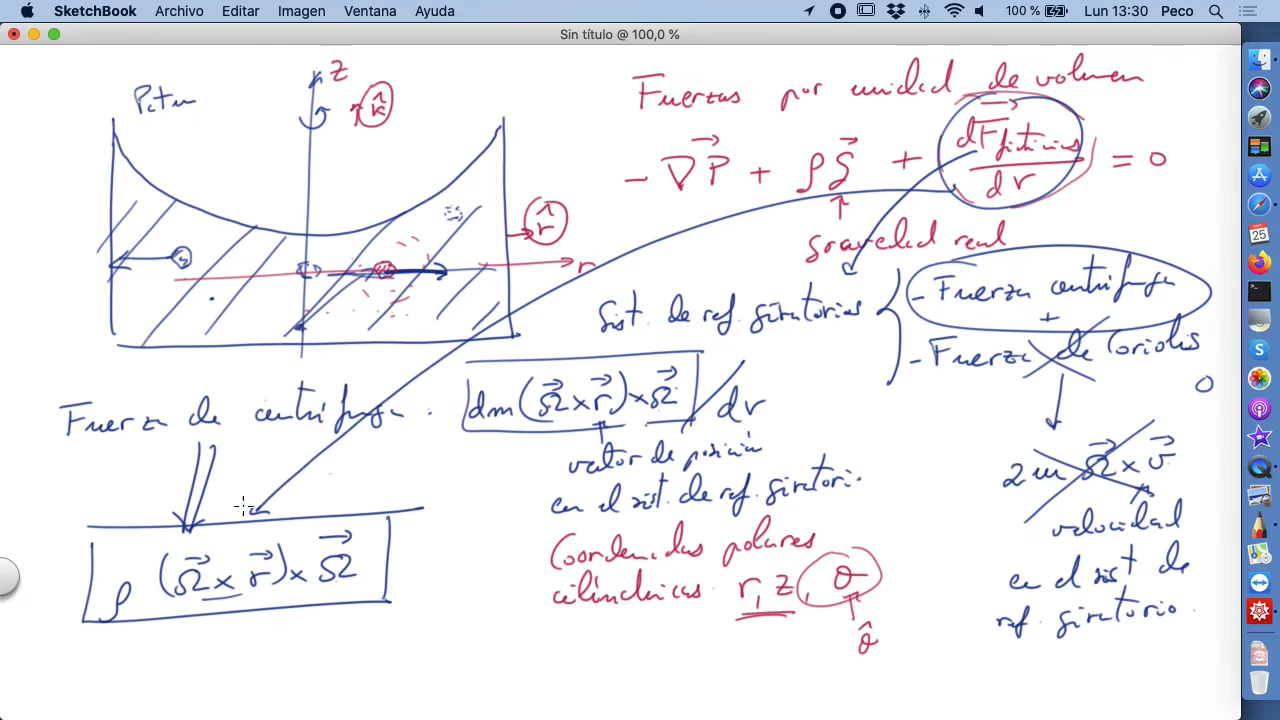 SketchBook Archivo Editar Imagen Ventana Ayuda 100 % Lun 13:30 Peco
Sin título @ 100,0 %
z
k̂
r̂
r
Fuerzas por unidad de volumen
- ∇P + ρg + dF ficticias / dV = 0
gravedad real
Sist. de ref. giratorios
- Fuerza centrífuga
+
- Fuerza de Coriolis
0
Fuerza de centrífuga : dm (Ω × r) × Ω / dV
vector de posición
en el sist. de ref. giratorio.
2m Ω × v
velocidad
en el sist de
ref. giratorio
ρ (Ω × r) × Ω
Coordenadas polares
cilíndricas r, z, θ
θ̂
25